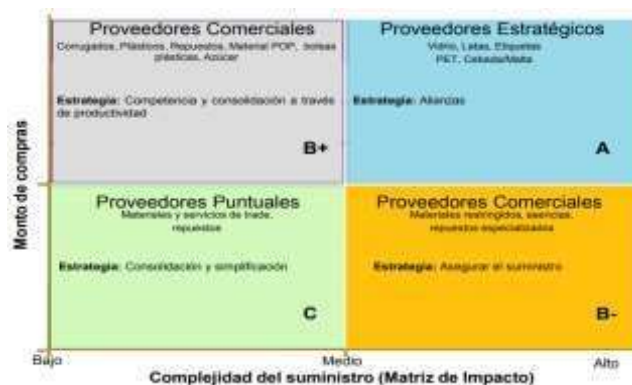 Proveedores Comerciales
Corrugados, Plásticos, Repuestos, Material POP, bolsas
plásticas, Azúcar
Estrategia: Competencia y consolidación a través
de productividad
B+
Proveedores Estratégicos
Vidrio, Latas, Etiquetas
PET, Cebada/Malta
Estrategia: Alianzas
A
Proveedores Puntuales
Materiales y servicios de trade,
repuestos
Estrategia: Consolidación y simplificación
C
Proveedores Comerciales
Materiales restringidos, esencias,
repuestos especializados
Estrategia: Asegurar el suministro
B-
Monto de compras
Bajo
Medio
Alto
Complejidad del suministro (Matriz de Impacto)